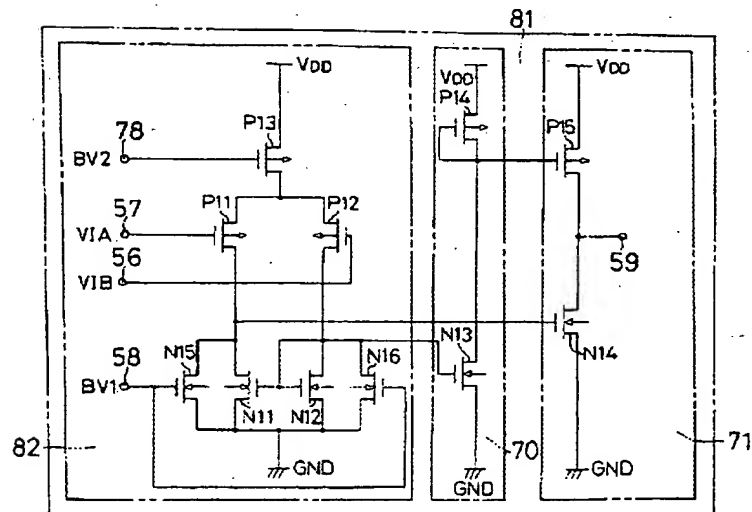 81
VDD
VDD
VDD
78
P13
P14
P15
BV2
57
P11
P12
VIA
56
59
VIB
58
N15
N13
N16
N14
BV1
N11
N12
82
GND
70
GND
GND
71